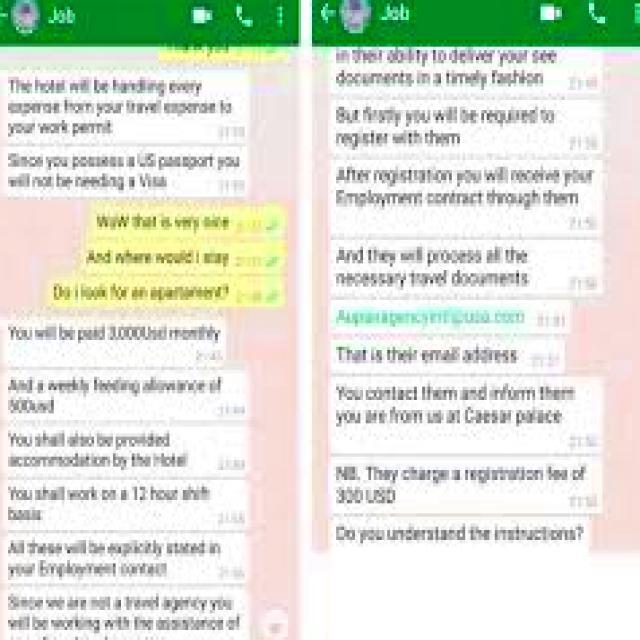 Job
Thank you
The hotel will be handling every
expense from your travel expense to
your work permit
Since you possess a US passport you
will not be needing a Visa
WoW that is very nice
And where would i stay
Do i look for an apartament?
You will be paid 3,000Usd monthly
And a weekly feeding allowance of
500usd
You shall also be provided
accommodation by the Hotel
You shall work on a 12 hour shift
basis
All these will be explicitly stated in
your Employment contact
Since we are not a travel agency you
will be working with the assistance of
Job
in their ability to deliver your see
documents in a timely fashion
But firstly you will be required to
register with them
After registration you will receive your
Employment contract through them
And they will process all the
necessary travel documents
That is their email address
You contact them and inform them
you are from us at Caesar palace
NB. They charge a registration fee of
300 USD
Do you understand the instructions?